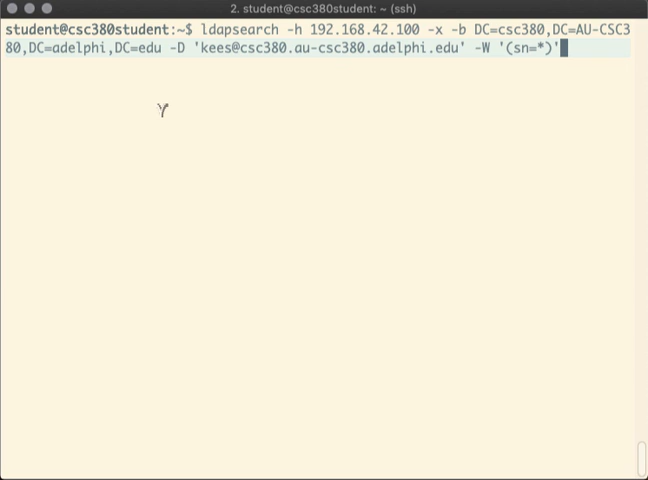 2. student@csc380student: ~ (ssh)
student@csc380student:~$ ldapsearch -h 192.168.42.100 -x -b DC=csc380,DC=AU-CSC3
80,DC=adelphi,DC=edu -D 'kees@csc380.au-csc380.adelphi.edu' -W '(sn=*)'